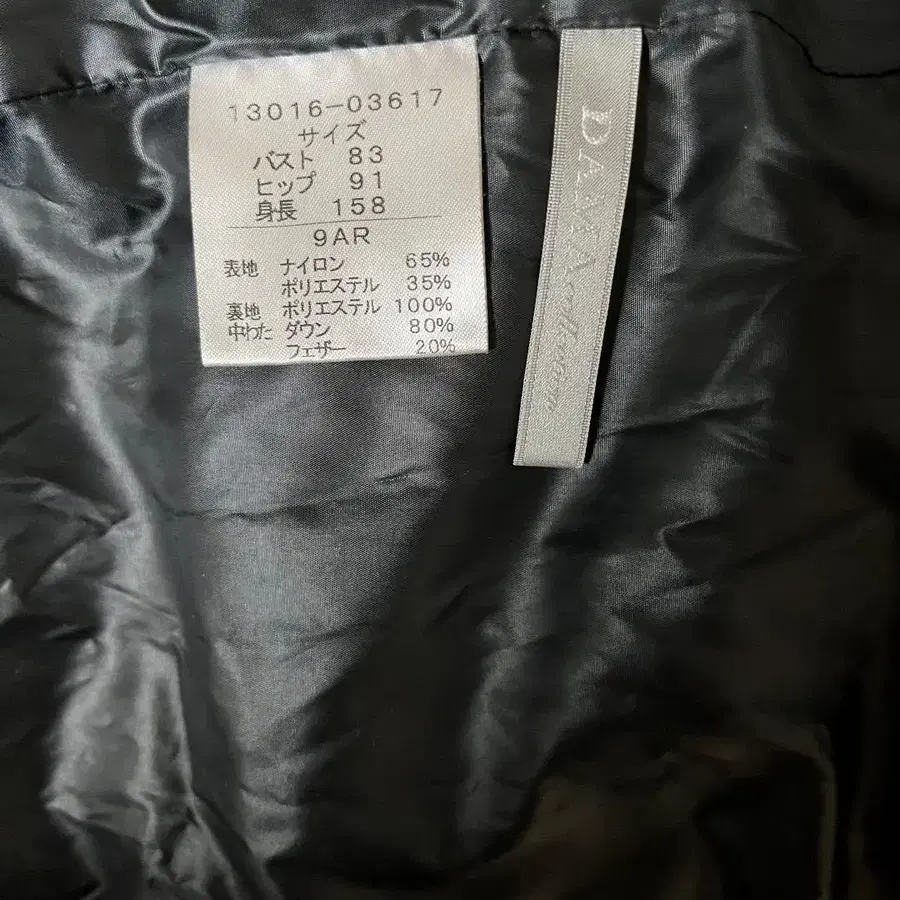 13016-03617
サイズ
バスト 83
ヒップ 91
身長 158
9AR
表地 ナイロン 65%
ポリエステル 35%
裏地 ポリエステル 100%
中わた ダウン 80%
フェザー 20%
DAMAcollection